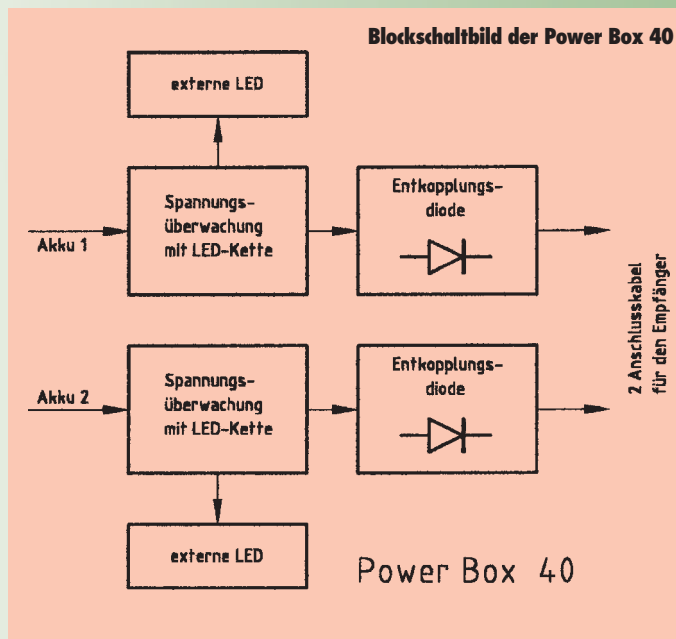 Blockschaltbild der Power Box 40
externe LED
Spannungs-
überwachung
mit LED-Kette
Entkopplungs-
diode
Akku 1
Akku 2
Spannungs-
überwachung
mit LED-Kette
Entkopplungs-
diode
2 Anschlusskabel
für den Empfänger
externe LED
Power Box 40